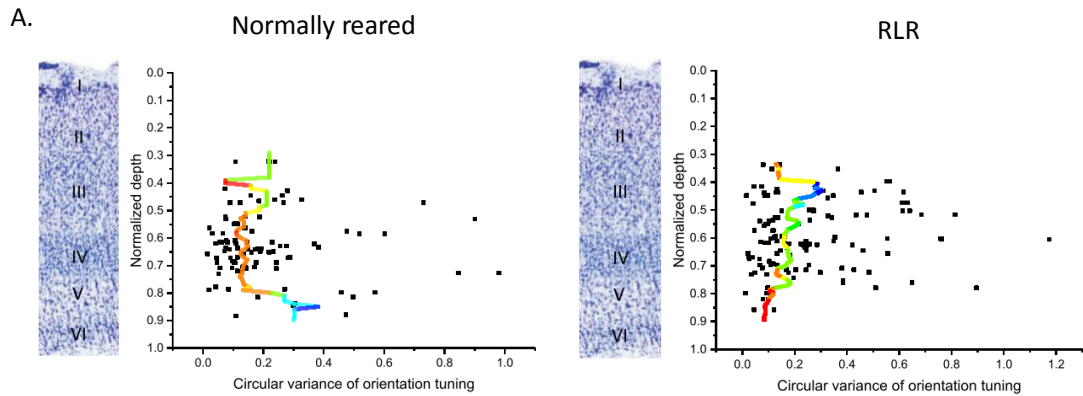 A.
Normally reared
I
II
III
IV
V
VI
Normalized depth
0.0
0.1
0.2
0.3
0.4
0.5
0.6
0.7
0.8
0.9
1.0
0.0 0.2 0.4 0.6 0.8 1.0
Circular variance of orientation tuning
RLR
I
II
III
IV
V
VI
Normalized depth
0.0
0.1
0.2
0.3
0.4
0.5
0.6
0.7
0.8
0.9
1.0
0.0 0.2 0.4 0.6 0.8 1.0 1.2
Circular variance of orientation tuning